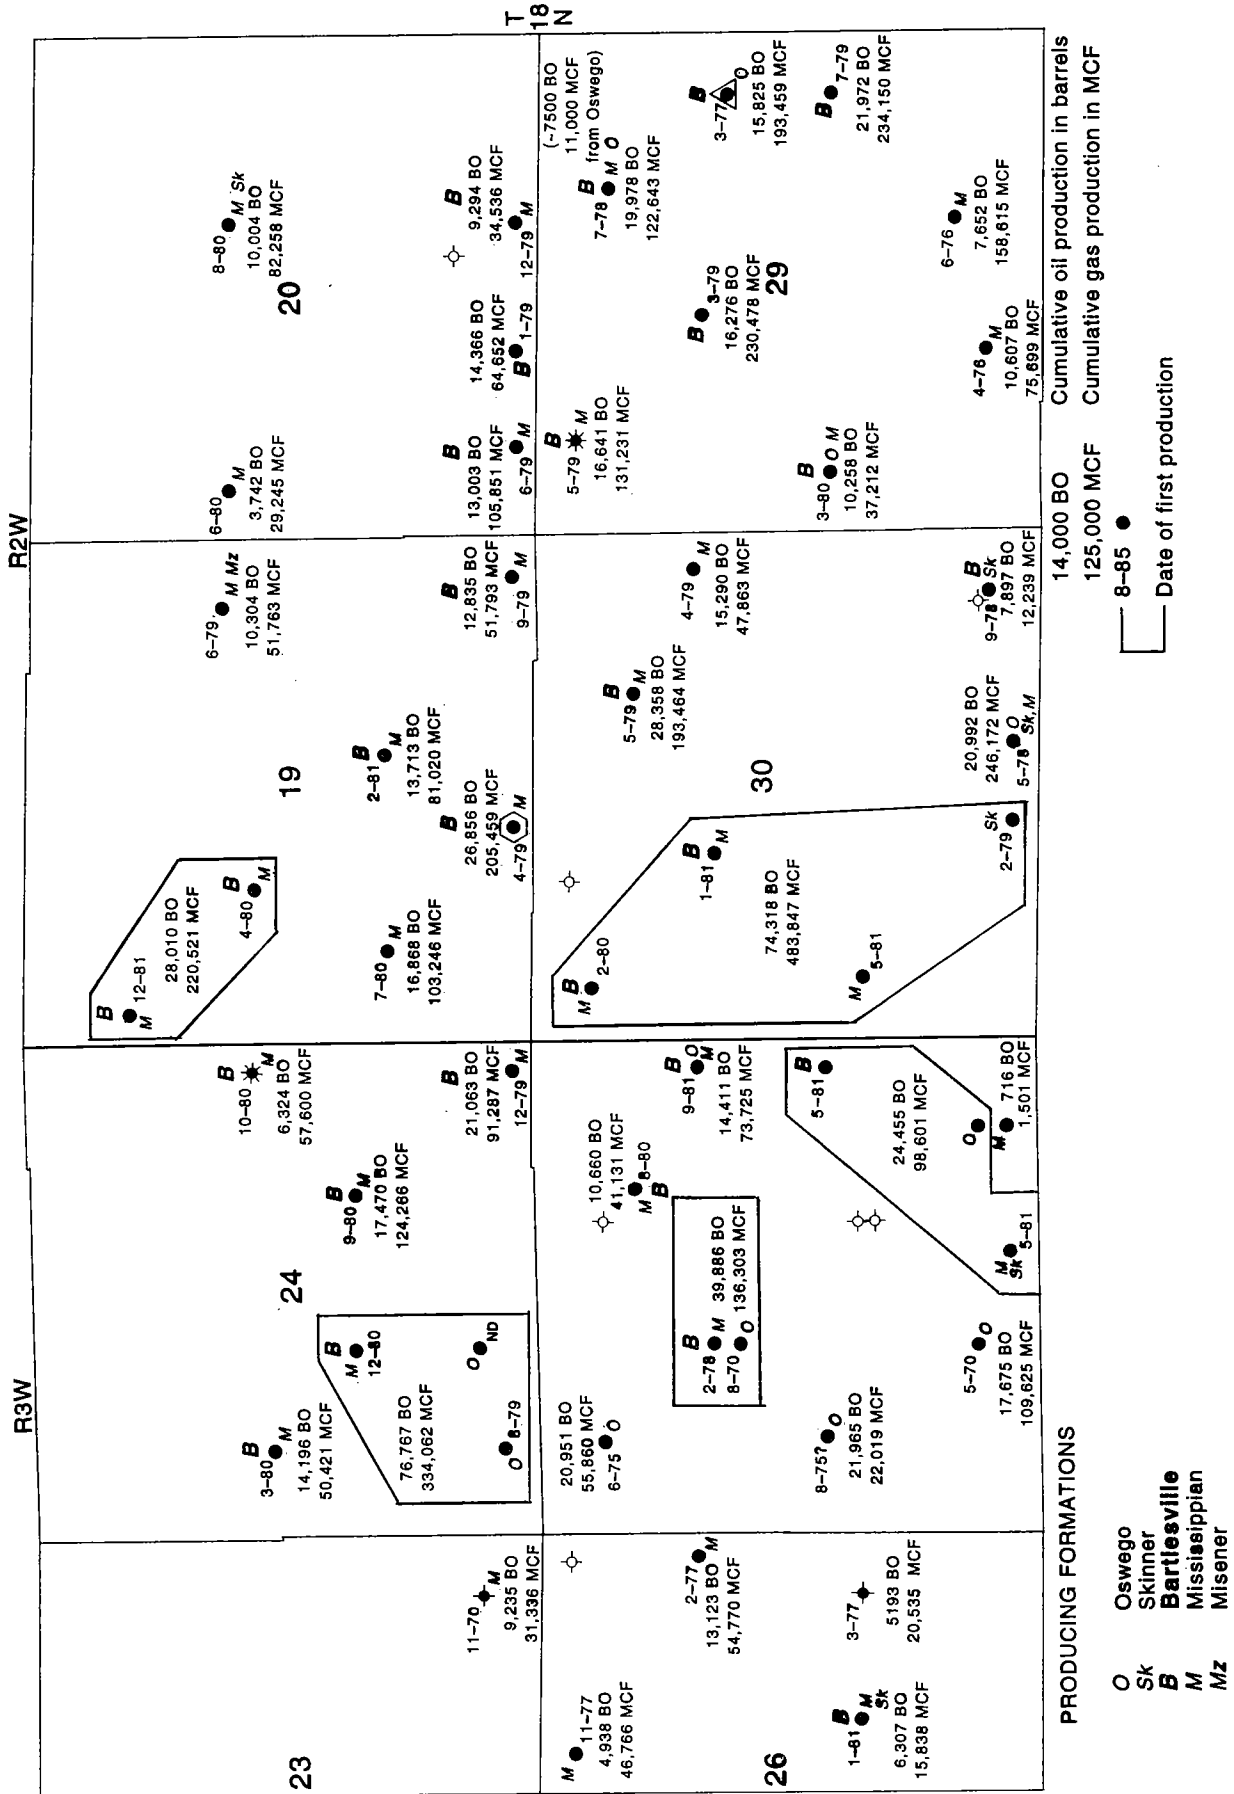 R3W
R2W
T
18
N
23
11-70
M
9,235 BO
31,336 MCF
24
3-80
B
M
14,196 BO
50,421 MCF
76,767 BO
334,062 MCF
B
M
12-80
O
8-79
O
ND
9-80
B
M
17,470 BO
124,266 MCF
10-80
B
M
6,324 BO
57,600 MCF
B
21,063 BO
91,287 MCF
12-79
M
19
B
12-81
M
28,010 BO
220,521 MCF
B
4-80
M
7-80
M
16,868 BO
103,246 MCF
2-81
B
M
13,713 BO
81,020 MCF
B
26,856 BO
205,459 MCF
4-79
M
6-79
M Mz
10,304 BO
51,763 MCF
B
12,835 BO
51,793 MCF
9-79
M
20
6-80
M
3,742 BO
29,245 MCF
8-80
M Sk
10,004 BO
82,258 MCF
B
13,003 BO
105,851 MCF
6-79
M
14,366 BO
64,652 MCF
B
1-79
B
9,294 BO
34,536 MCF
12-79
M
26
M
11-77
4,938 BO
46,766 MCF
2-77
M
13,123 BO
54,770 MCF
1-81
B
M
Sk
6,307 BO
15,838 MCF
3-77
5193 BO
20,535 MCF
20,951 BO
55,860 MCF
6-75
O
B
2-78
M
39,886 BO
8-70
O
136,303 MCF
10,660 BO
41,131 MCF
M
8-80
B
9-81
B
O
M
14,411 BO
73,725 MCF
8-75?
O
21,965 BO
22,019 MCF
5-70
O
17,675 BO
109,625 MCF
5-81
B
24,455 BO
98,601 MCF
O
M
Sk
5-81
M
716 BO
1,501 MCF
30
B
M
2-80
B
1-81
M
74,318 BO
483,847 MCF
M
5-81
Sk
2-79
5-79
B
M
28,358 BO
193,464 MCF
4-79
M
15,290 BO
47,863 MCF
20,992 BO
246,172 MCF
5-78
O
Sk,M
9-78
B
Sk
7,897 BO
12,239 MCF
29
5-79
B
M
16,641 BO
131,231 MCF
(~7500 BO
11,000 MCF
from Oswego)
7-78
B
M O
19,978 BO
122,643 MCF
B
3-79
16,276 BO
230,478 MCF
3-77
B
O
15,825 BO
193,459 MCF
B
7-79
21,972 BO
234,150 MCF
3-80
B
O M
10,258 BO
37,212 MCF
4-76
M
10,607 BO
75,699 MCF
6-76
M
7,652 BO
158,615 MCF
PRODUCING FORMATIONS
O Oswego
Sk Skinner
B Bartlesville
M Mississippian
Mz Misener
14,000 BO Cumulative oil production in barrels
125,000 MCF Cumulative gas production in MCF
8-85
Date of first production